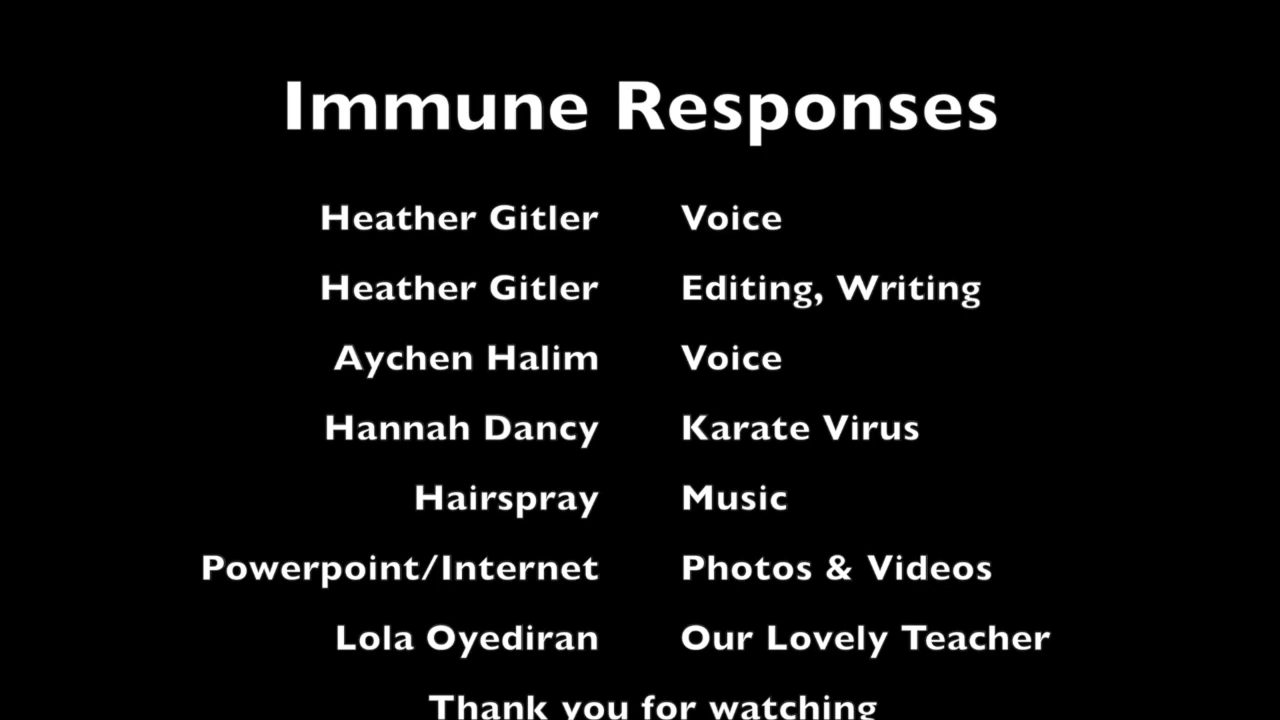 Immune Responses
Heather Gitler Voice
Heather Gitler Editing, Writing
Aychen Halim Voice
Hannah Dancy Karate Virus
Hairspray Music
Powerpoint/Internet Photos & Videos
Lola Oyediran Our Lovely Teacher
Thank you for watching